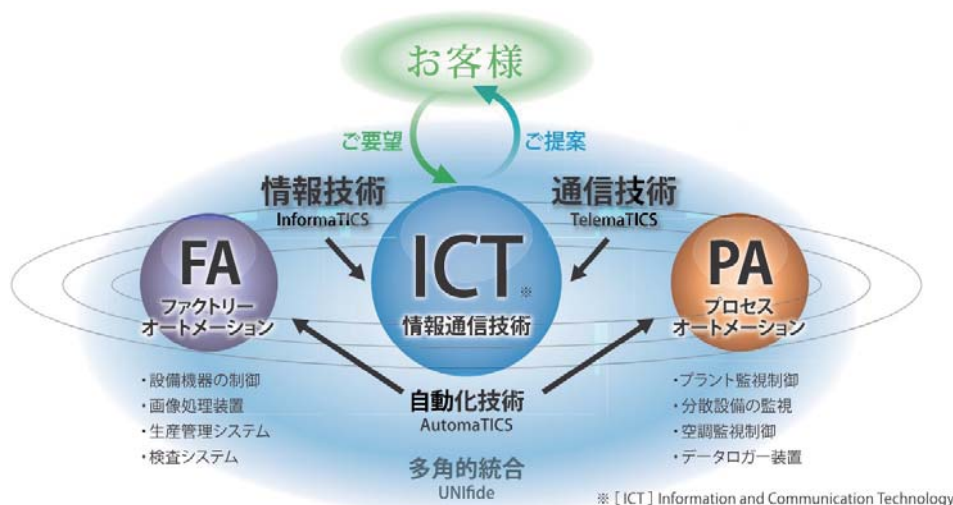 お客様
ご要望
ご提案
情報技術
InformaTICS
通信技術
TelemaTICS
FA
ファクトリー
オートメーション
ICT※
情報通信技術
PA
プロセス
オートメーション
・設備機器の制御
・画像処理装置
・生産管理システム
・検査システム
自動化技術
AutomaTICS
多角的統合
UNIfide
・プラント監視制御
・分散設備の監視
・空調監視制御
・データロガー装置
※ [ ICT ] Information and Communication Technology